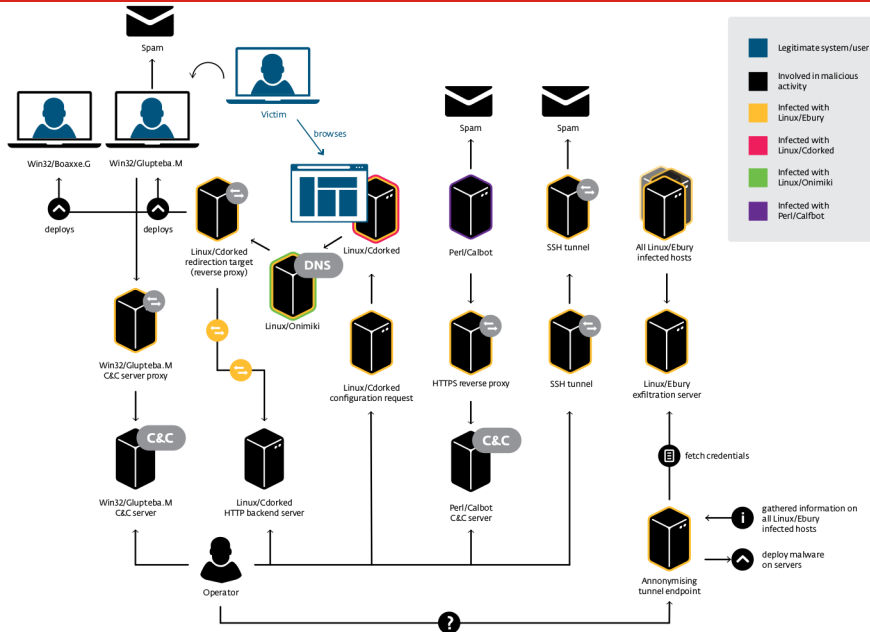 Spam
Victim
browses
Win32/Boaxxe.G
Win32/Glupteba.M
deploys
deploys
Linux/Cdorked
redirection target
(reverse proxy)
DNS
Linux/Onimiki
Linux/Cdorked
Spam
Spam
Perl/Calbot
SSH tunnel
All Linux/Ebury
infected hosts
Legitimate system/user
Involved in malicious
activity
Infected with
Linux/Ebury
Infected with
Linux/Cdorked
Infected with
Linux/Onimiki
Infected with
Perl/Calfbot
Win32/Glupteba.M
C&C server proxy
Linux/Cdorked
configuration request
HTTPS reverse proxy
SSH tunnel
Linux/Ebury
exfiltration server
C&C
Win32/Glupteba.M
C&C server
Linux/Cdorked
HTTP backend server
C&C
Perl/Calbot
C&C server
fetch credentials
i
gathered information on
all Linux/Ebury
infected hosts
deploy malware
on servers
Annonymising
tunnel endpoint
Operator
?